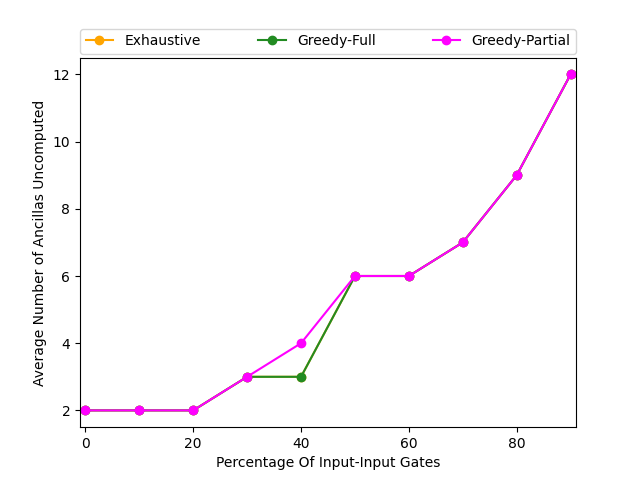 Exhaustive Greedy-Full Greedy-Partial
12
10
8
6
4
2
Average Number of Ancillas Uncomputed
0 20 40 60 80
Percentage Of Input-Input Gates